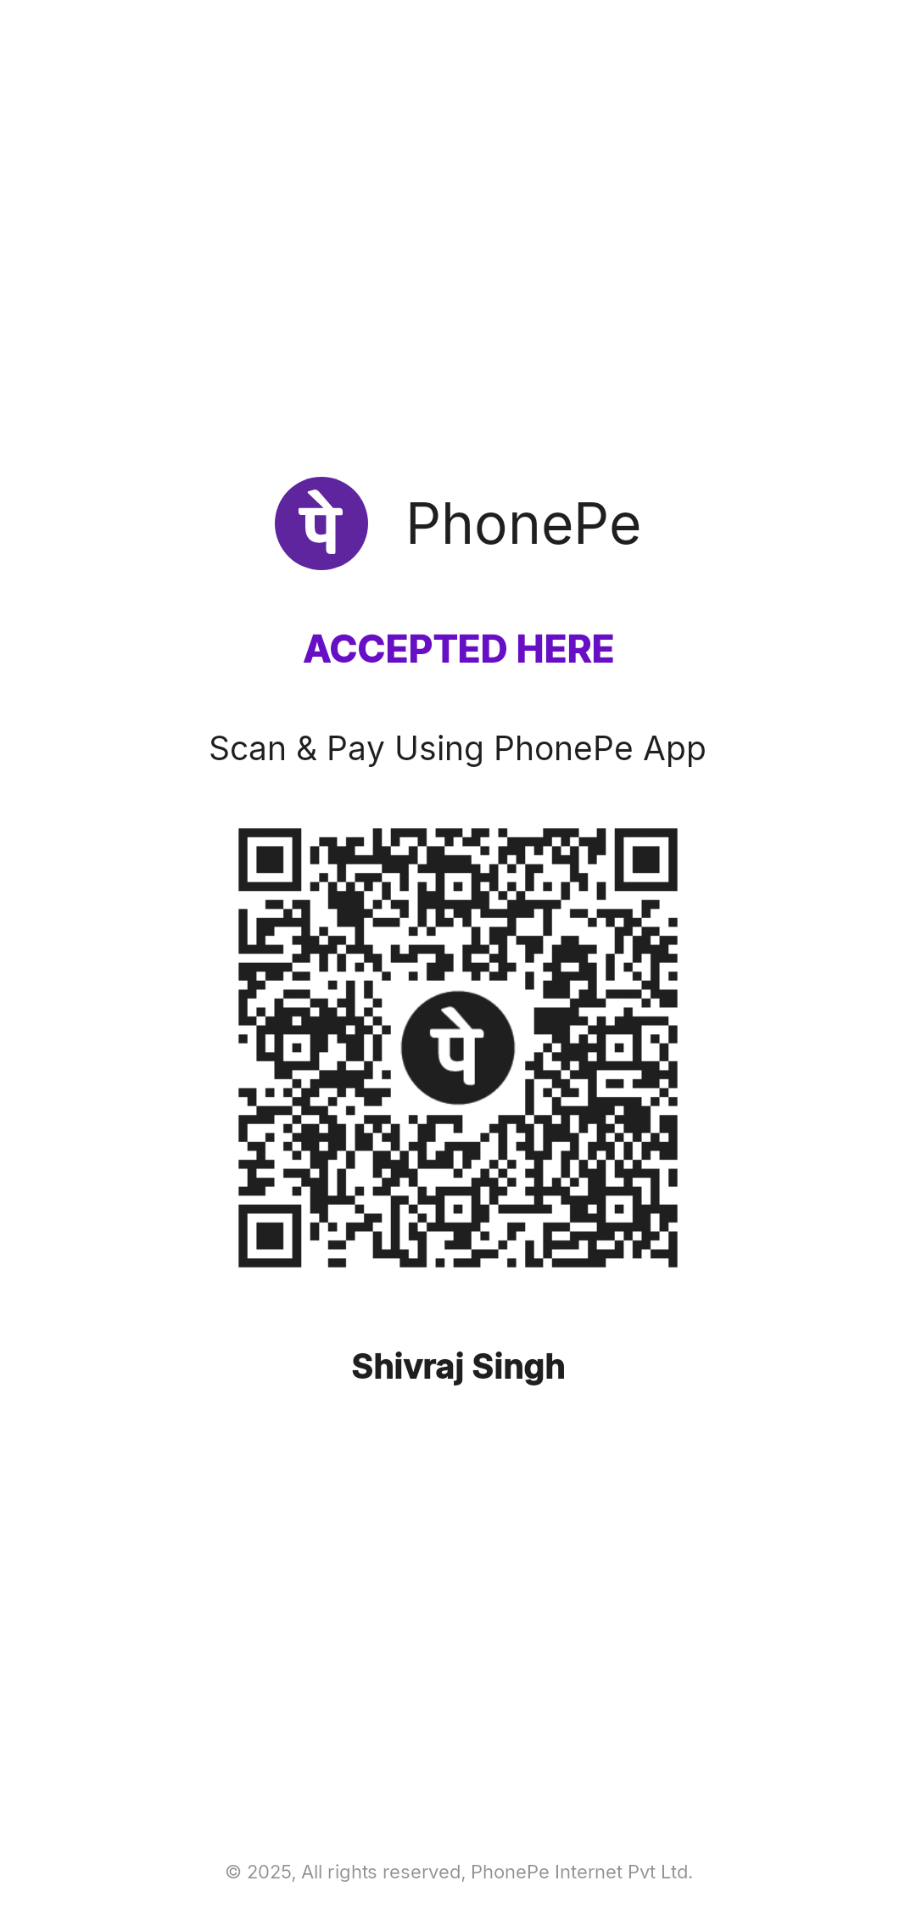 पे PhonePe
ACCEPTED HERE
Scan & Pay Using PhonePe App
पे
Shivraj Singh
© 2025, All rights reserved, PhonePe Internet Pvt Ltd.